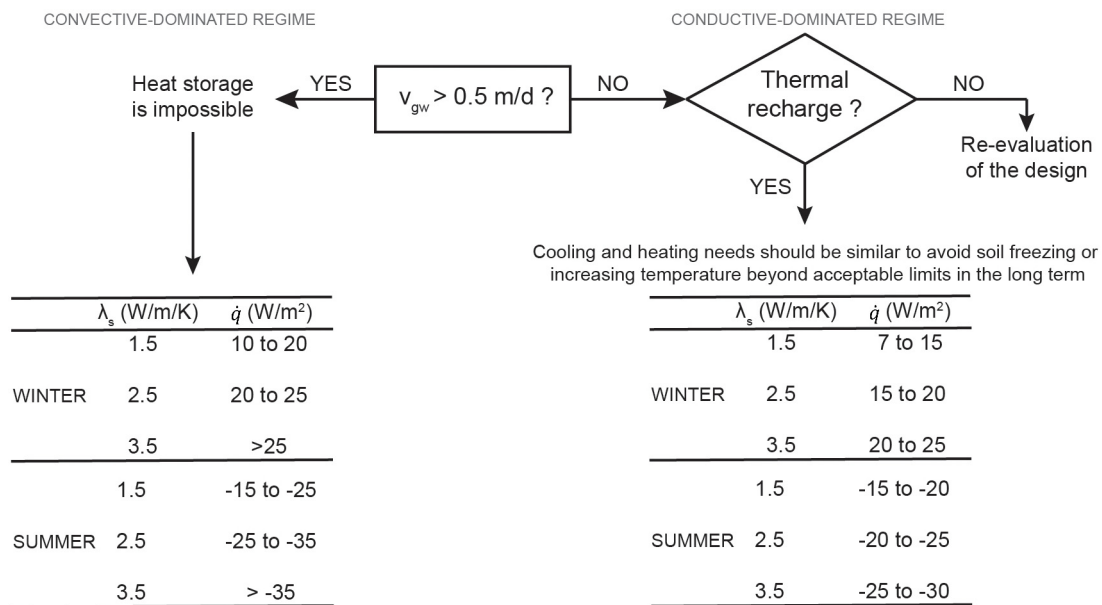 CONVECTIVE-DOMINATED REGIME
CONDUCTIVE-DOMINATED REGIME
Heat storage
is impossible
YES
v_gw > 0.5 m/d ?
NO
Thermal
recharge ?
NO
Re-evaluation
of the design
YES
Cooling and heating needs should be similar to avoid soil freezing or
increasing temperature beyond acceptable limits in the long term
λ_s (W/m/K) q̇ (W/m²)
1.5 10 to 20
WINTER 2.5 20 to 25
3.5 >25
1.5 -15 to -25
SUMMER 2.5 -25 to -35
3.5 > -35
λ_s (W/m/K) q̇ (W/m²)
1.5 7 to 15
WINTER 2.5 15 to 20
3.5 20 to 25
1.5 -15 to -20
SUMMER 2.5 -20 to -25
3.5 -25 to -30